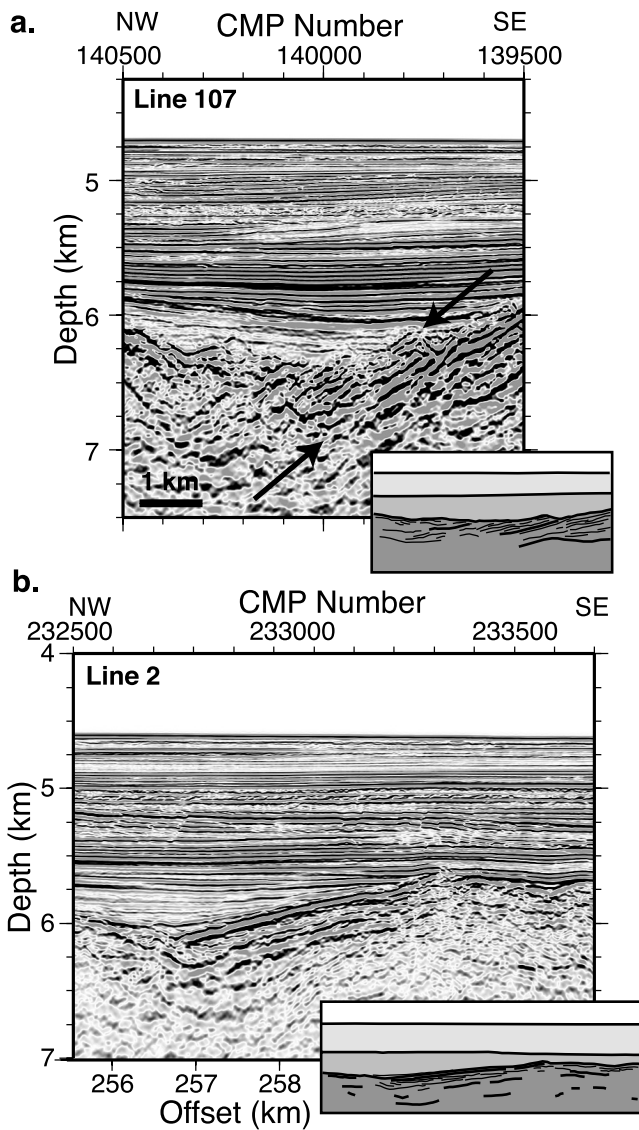 a.
NW CMP Number SE
140500 140000 139500
Line 107
5
6
7
Depth (km)
1 km
b.
NW CMP Number SE
232500 233000 233500
4
Line 2
5
6
7
Depth (km)
256 257 258
Offset (km)